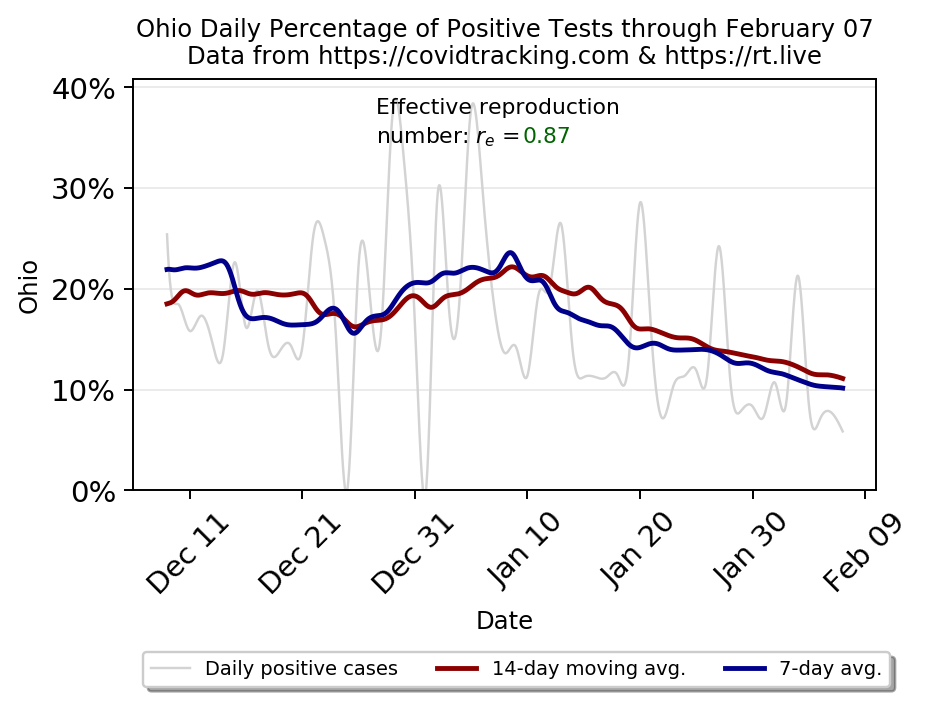 Ohio Daily Percentage of Positive Tests through February 07
Data from https://covidtracking.com & https://rt.live
40%
Effective reproduction
number: rₑ = 0.87
30%
20%
10%
0%
Ohio
Dec 11
Dec 21
Dec 31
Jan 10
Jan 20
Jan 30
Feb 09
Date
Daily positive cases
14-day moving avg.
7-day avg.